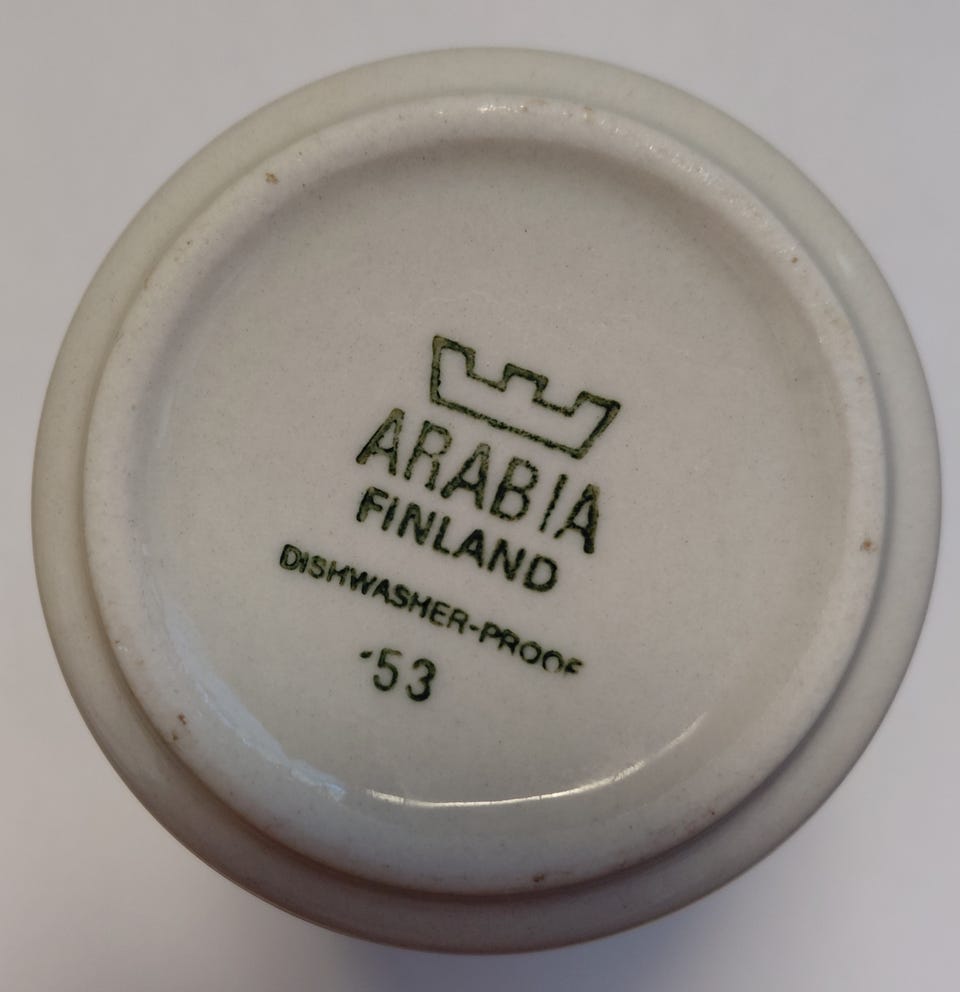 ARABIA
FINLAND
DISHWASHER-PROOF
-53